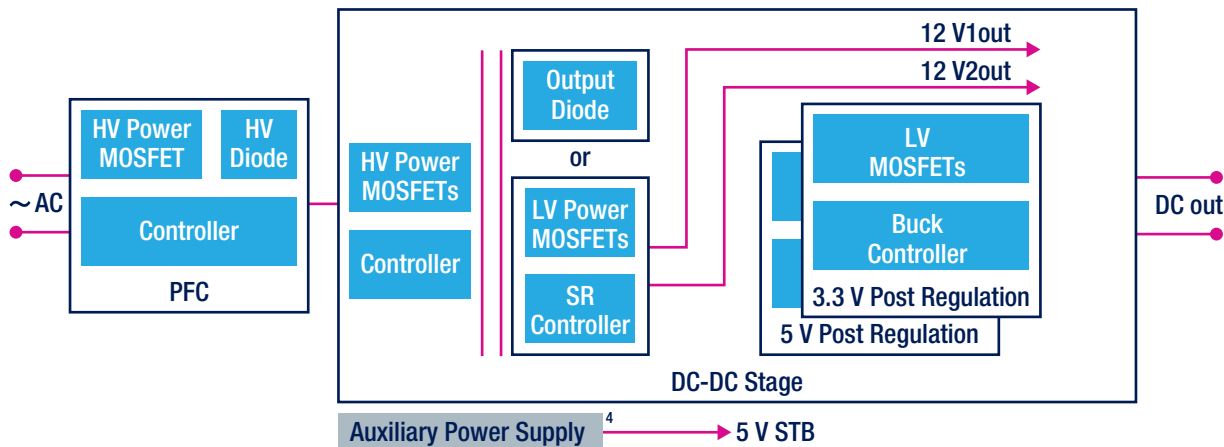 12 V1out
12 V2out
Output
Diode
or
HV Power
MOSFET
HV
Diode
Controller
PFC
~ AC
HV Power
MOSFETs
Controller
LV Power
MOSFETs
SR
Controller
LV
MOSFETs
Buck
Controller
3.3 V Post Regulation
5 V Post Regulation
DC out
DC-DC Stage
Auxiliary Power Supply 4
5 V STB